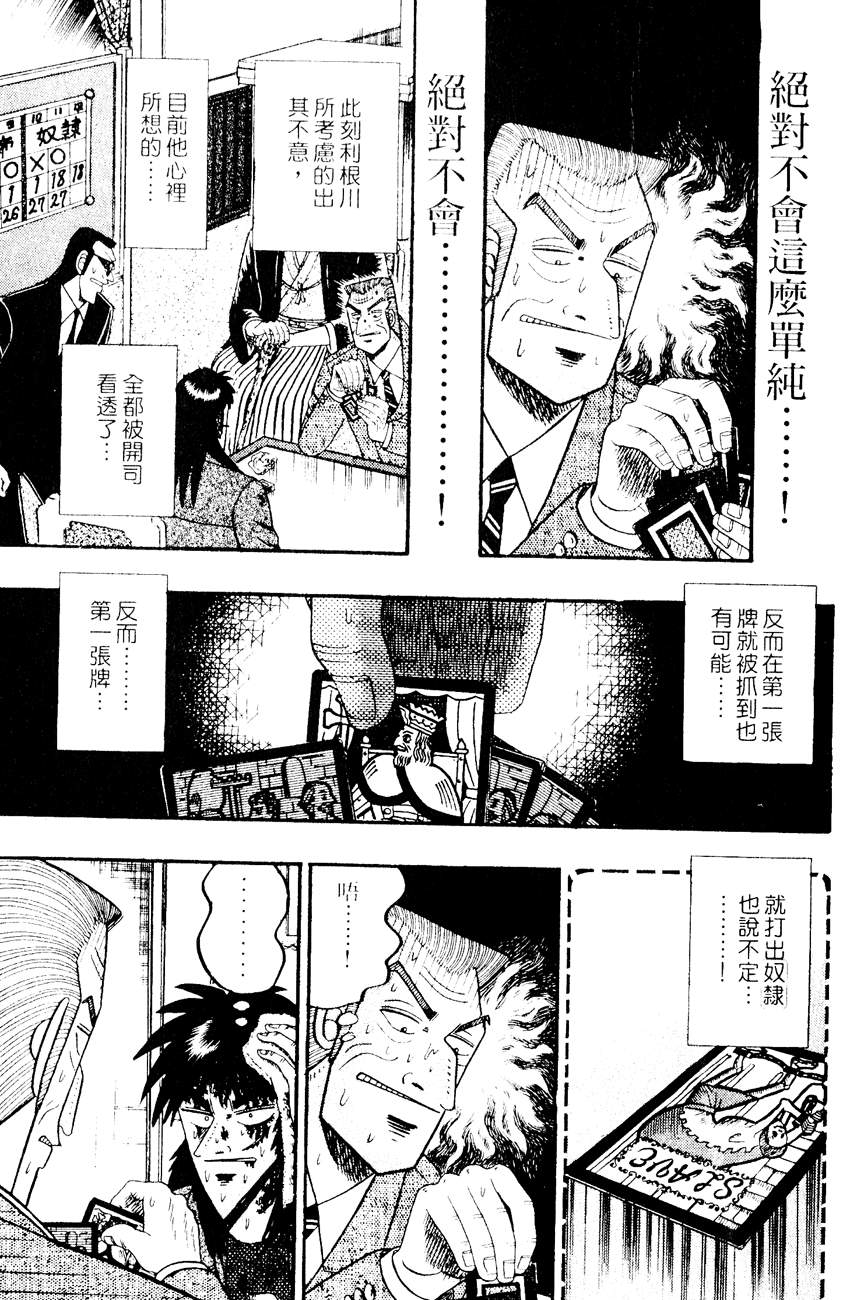 絕對不會這麼單純……！
絕對不會…………！
此刻利根川
所考慮的出
其不意，
目前他心裡
所想的……
奴隸
○×○
1 1 18 18
26 27 27
全都被開司
看透了…
反而在第一張
牌就被抓到也
有可能……
反而………
第一張牌…
就打出奴隸
也說不定…
………！
SLAVE
唔…！
……